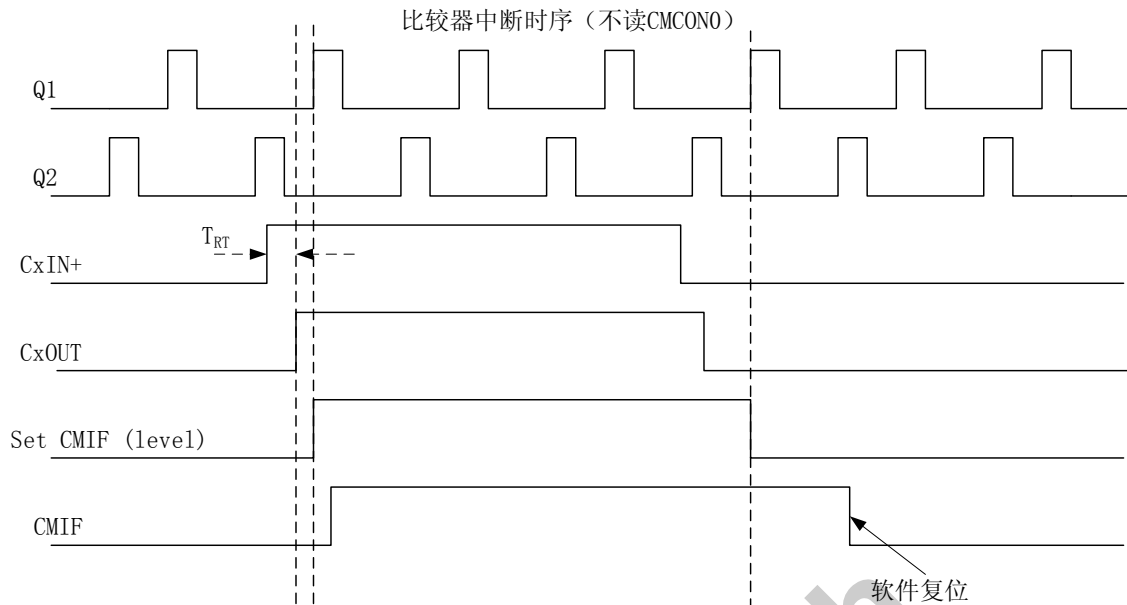 比较器中断时序（不读CMCON0）
Q1
Q2
TRT
CxIN+
CxOUT
Set CMIF (level)
CMIF
软件复位